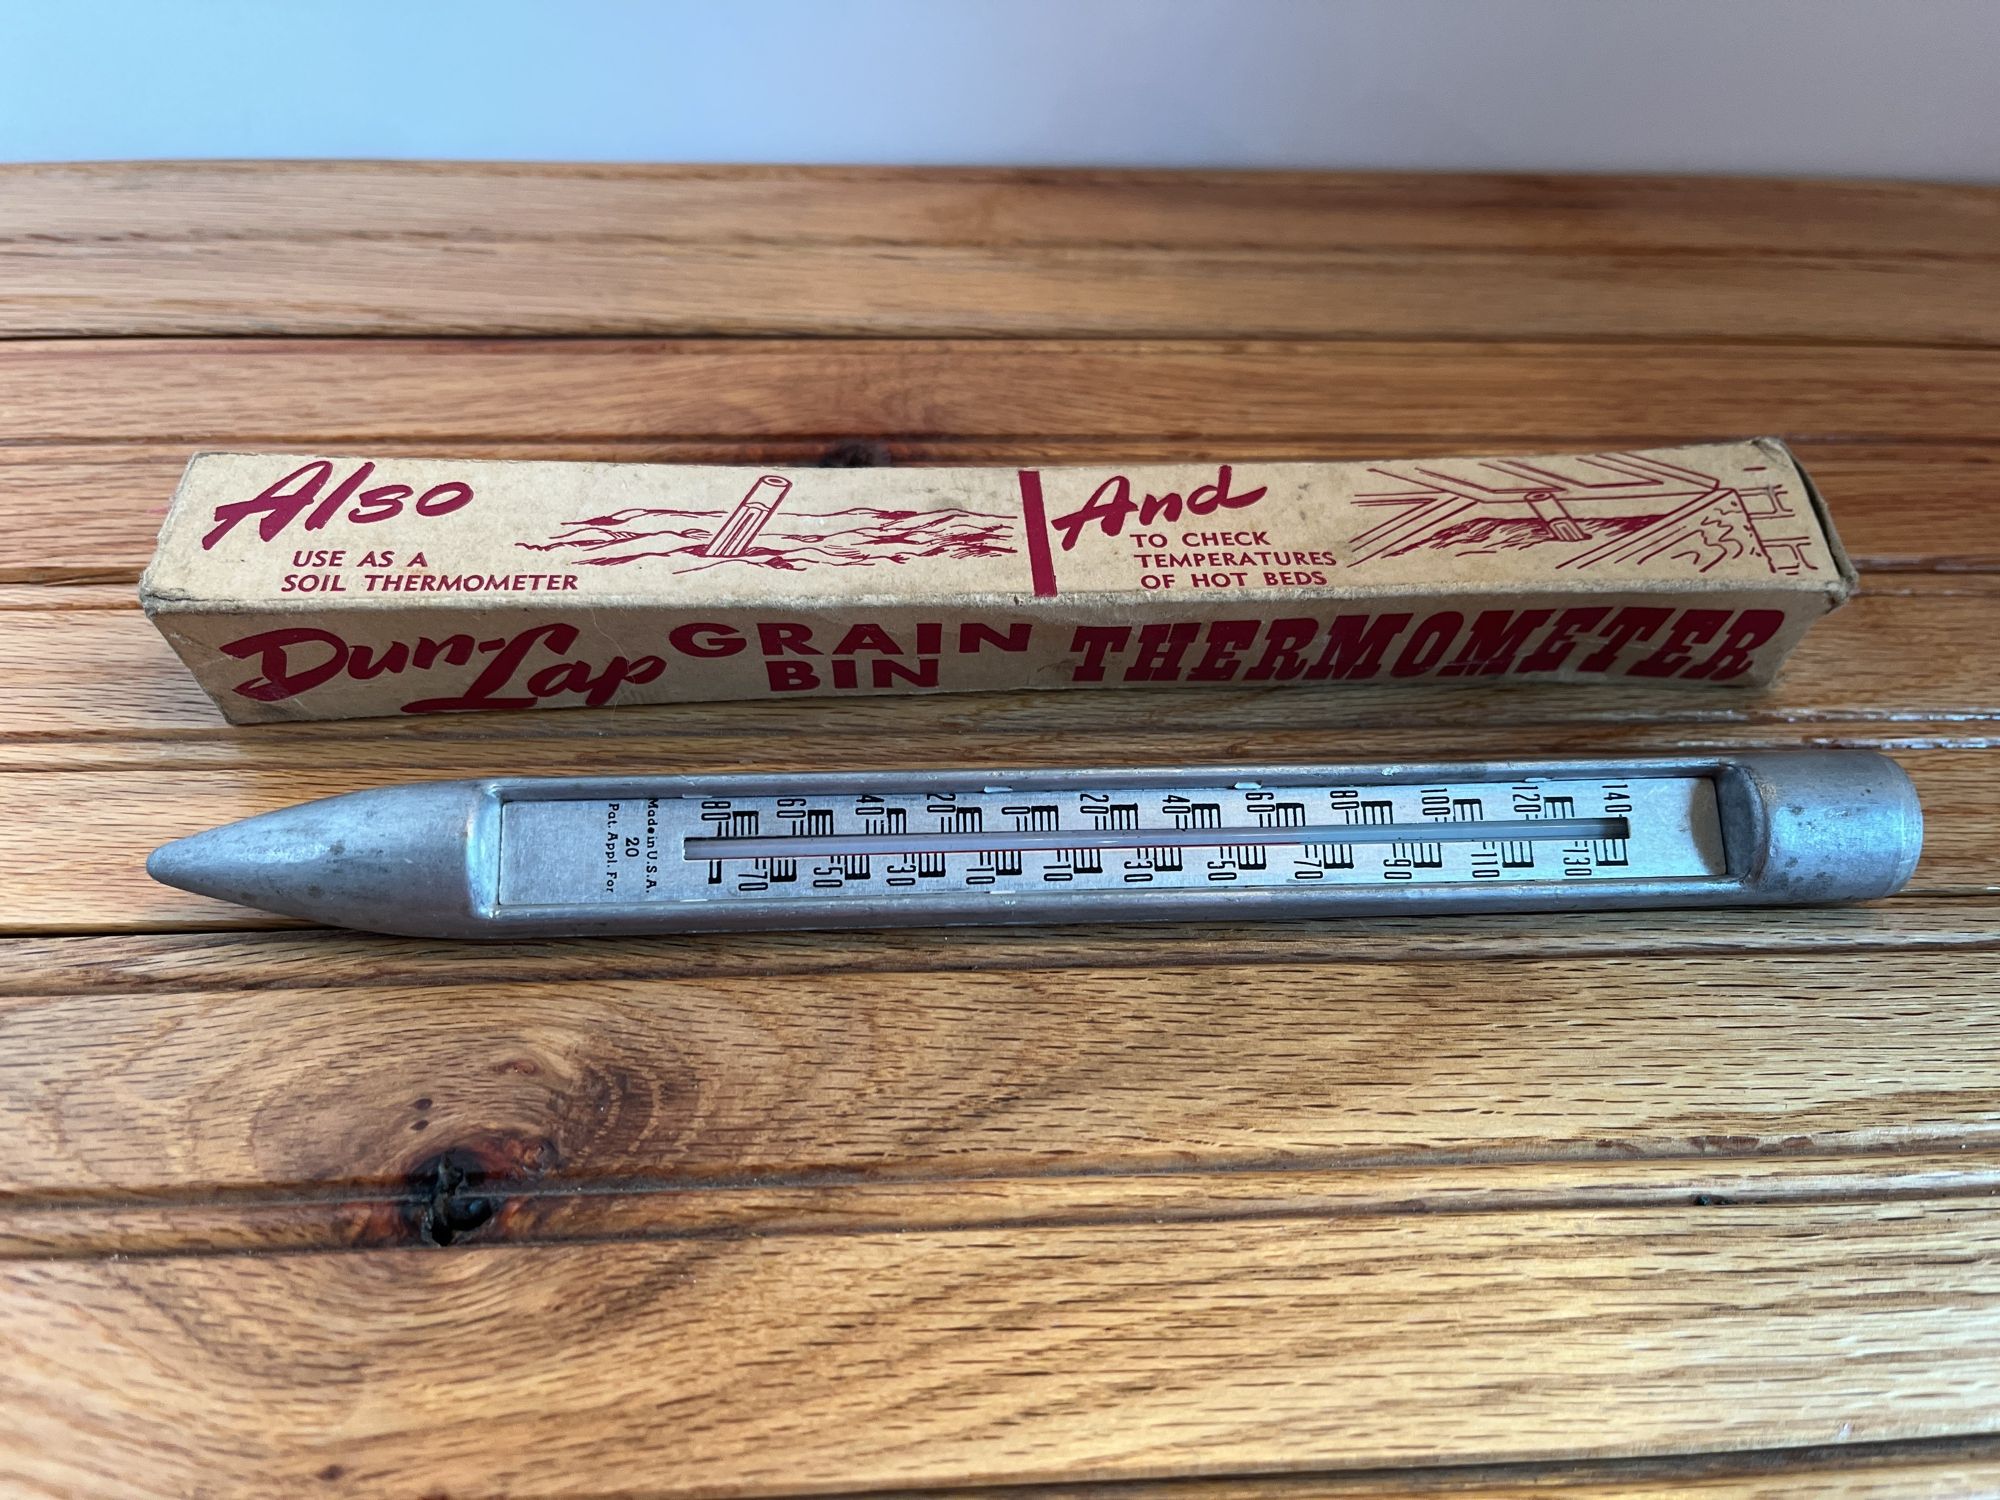 Also
USE AS A
SOIL THERMOMETER
And
TO CHECK
TEMPERATURES
OF HOT BEDS
Dun-Lap GRAIN BIN THERMOMETER
Made in U.S.A.
20
Pat. Appl. For
80 60 40 20 0 20 40 60 80 100 120 140
70 50 30 10 10 30 50 70 90 110 130